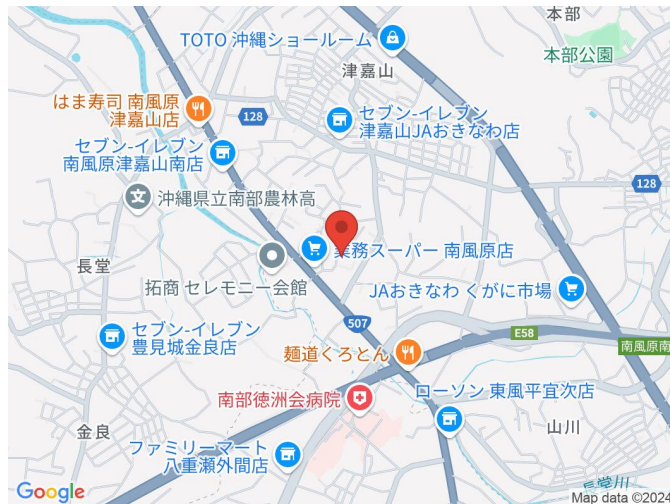 本部
TOTO 沖縄ショールーム
本部公園
津嘉山
はま寿司 南風原
津嘉山店
128
セブン-イレブン
津嘉山JAおきなわ店
セブン-イレブン
南風原津嘉山南店
128
沖縄県立南部農林高
業務スーパー 南風原店
長堂
拓商 セレモニー会館
JAおきなわ くがに市場
507
セブン-イレブン
豊見城金良店
E58
南風原南
麺道くろとん
南部徳洲会病院
ローソン 東風平宜次店
金良
山川
ファミリーマート
八重瀬外間店
長堂川
Google
Map data ©2024